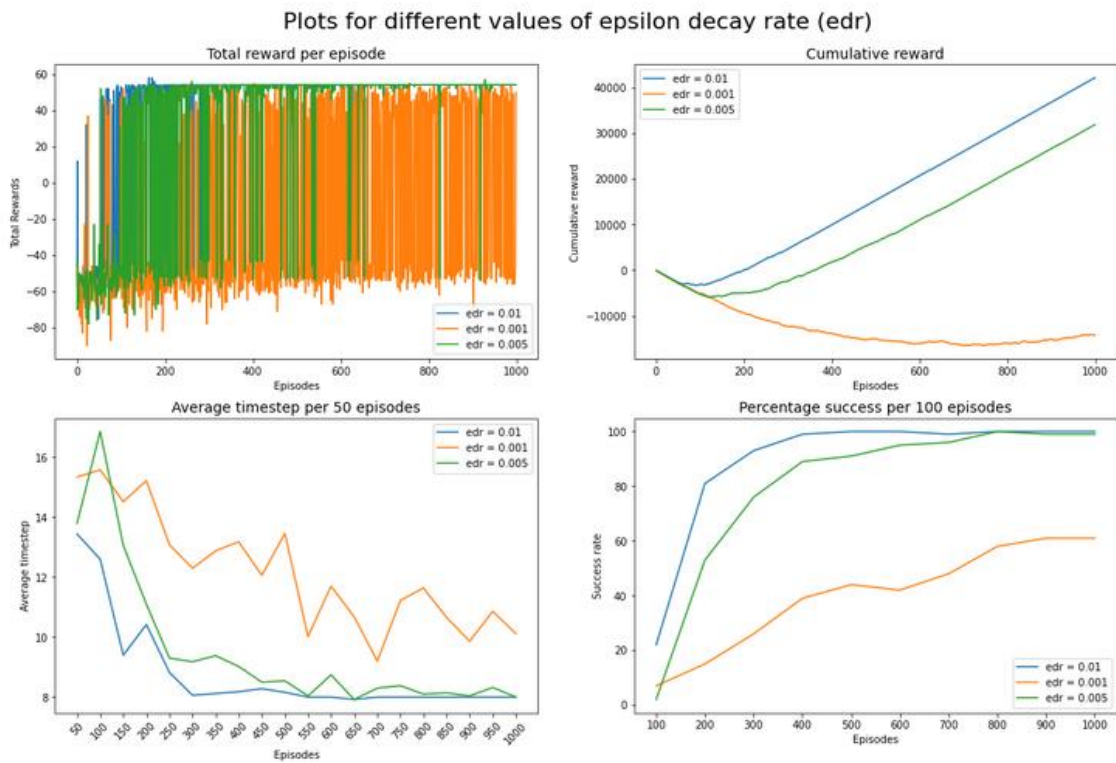 Plots for different values of epsilon decay rate (edr)
Total reward per episode
Total Rewards
60
40
20
0
−20
−40
−60
−80
edr = 0.01
edr = 0.001
edr = 0.005
0
200
400
600
800
1000
Episodes
Cumulative reward
Cumulative reward
40000
30000
20000
10000
0
−10000
edr = 0.01
edr = 0.001
edr = 0.005
0
200
400
600
800
1000
Episodes
Average timestep per 50 episodes
Average timestep
16
14
12
10
8
edr = 0.01
edr = 0.001
edr = 0.005
50
100
150
200
250
300
350
400
450
500
550
600
650
700
750
800
850
900
950
1000
Episodes
Percentage success per 100 episodes
Success rate
100
80
60
40
20
0
edr = 0.01
edr = 0.001
edr = 0.005
100
200
300
400
500
600
700
800
900
1000
Episodes